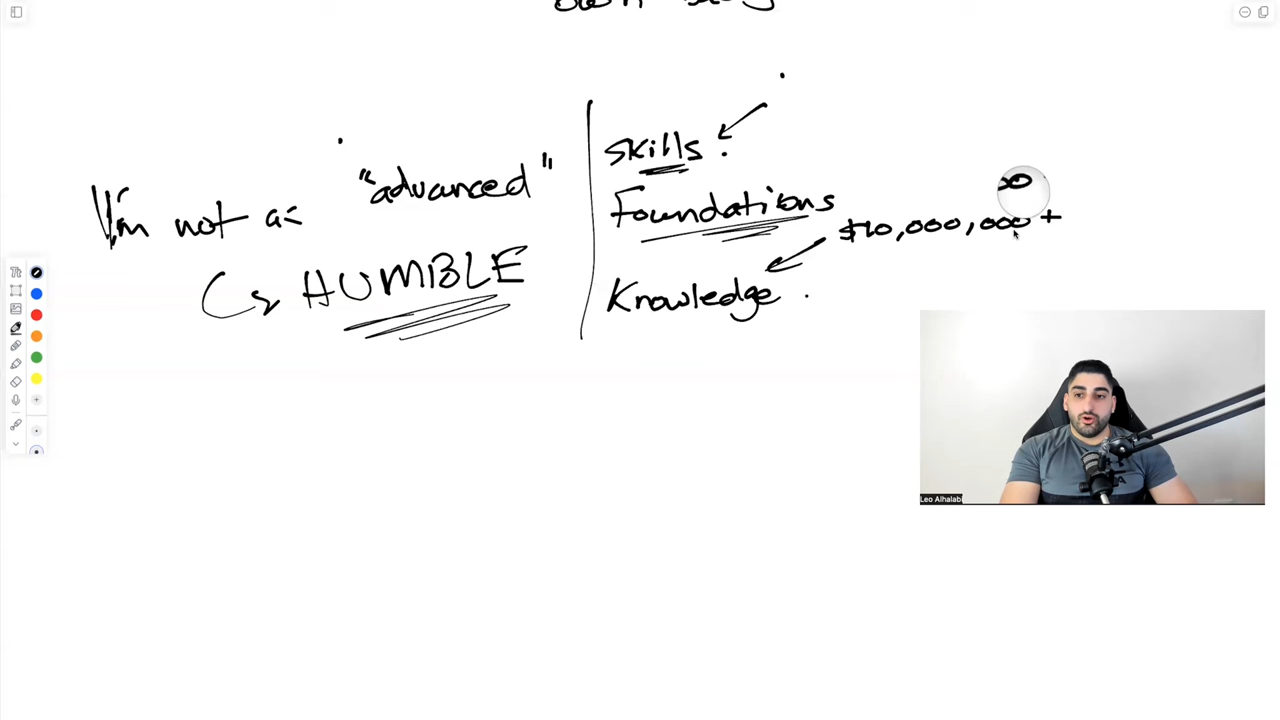 I'm not as "advanced"
HUMBLE
Skills.
Foundations
$10,000,000+
Knowledge.
Leo Alhalabi